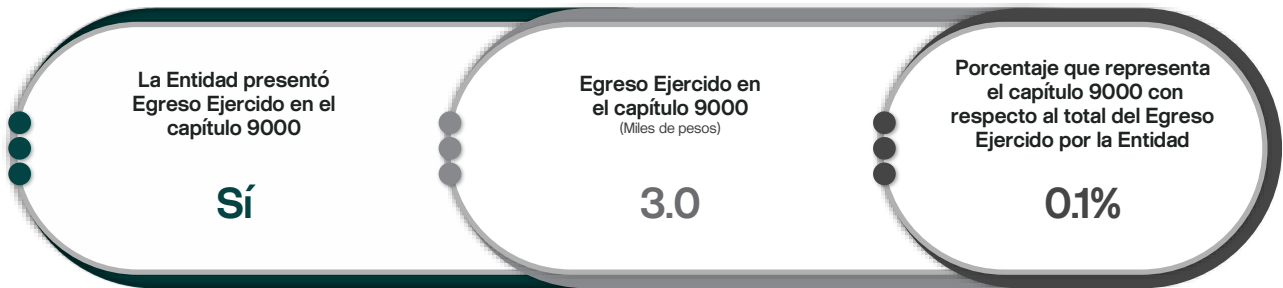 La Entidad presentó
Egreso Ejercido en el
capítulo 9000
Sí
Egreso Ejercido en
el capítulo 9000
(Miles de pesos)
3.0
Porcentaje que representa
el capítulo 9000 con
respecto al total del Egreso
Ejercido por la Entidad
0.1%